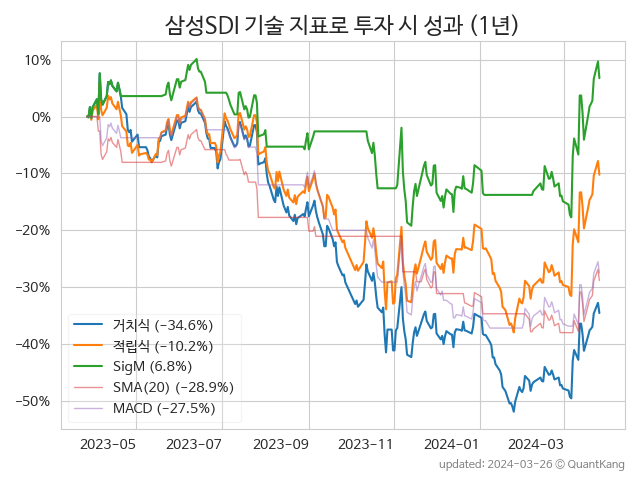 삼성SDI 기술 지표로 투자 시 성과 (1년)
10%
0%
−10%
−20%
−30%
−40%
−50%
거치식 (−34.6%)
적립식 (−10.2%)
SigM (6.8%)
SMA(20) (−28.9%)
MACD (−27.5%)
2023-05 2023-07 2023-09 2023-11 2024-01 2024-03
updated: 2024-03-26 © QuantKang